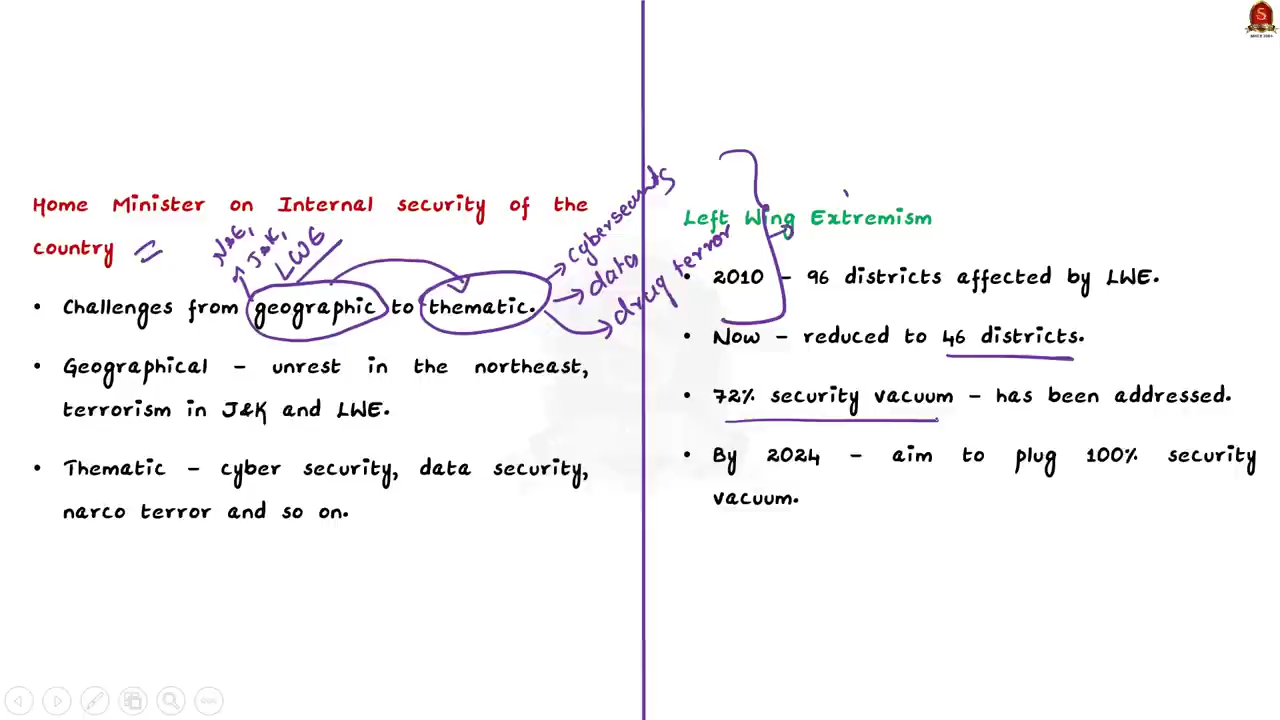 Home Minister on Internal security of the
country
N&E,
J&K,
LWE
• Challenges from geographic to thematic.
cybersecurity
data
drug terror
• Geographical – unrest in the northeast,
terrorism in J&K and LWE.
• Thematic – cyber security, data security,
narco terror and so on.
Left Wing Extremism
• 2010 – 96 districts affected by LWE.
• Now – reduced to 46 districts.
• 72% security vacuum – has been addressed.
• By 2024 – aim to plug 100% security
vacuum.
S